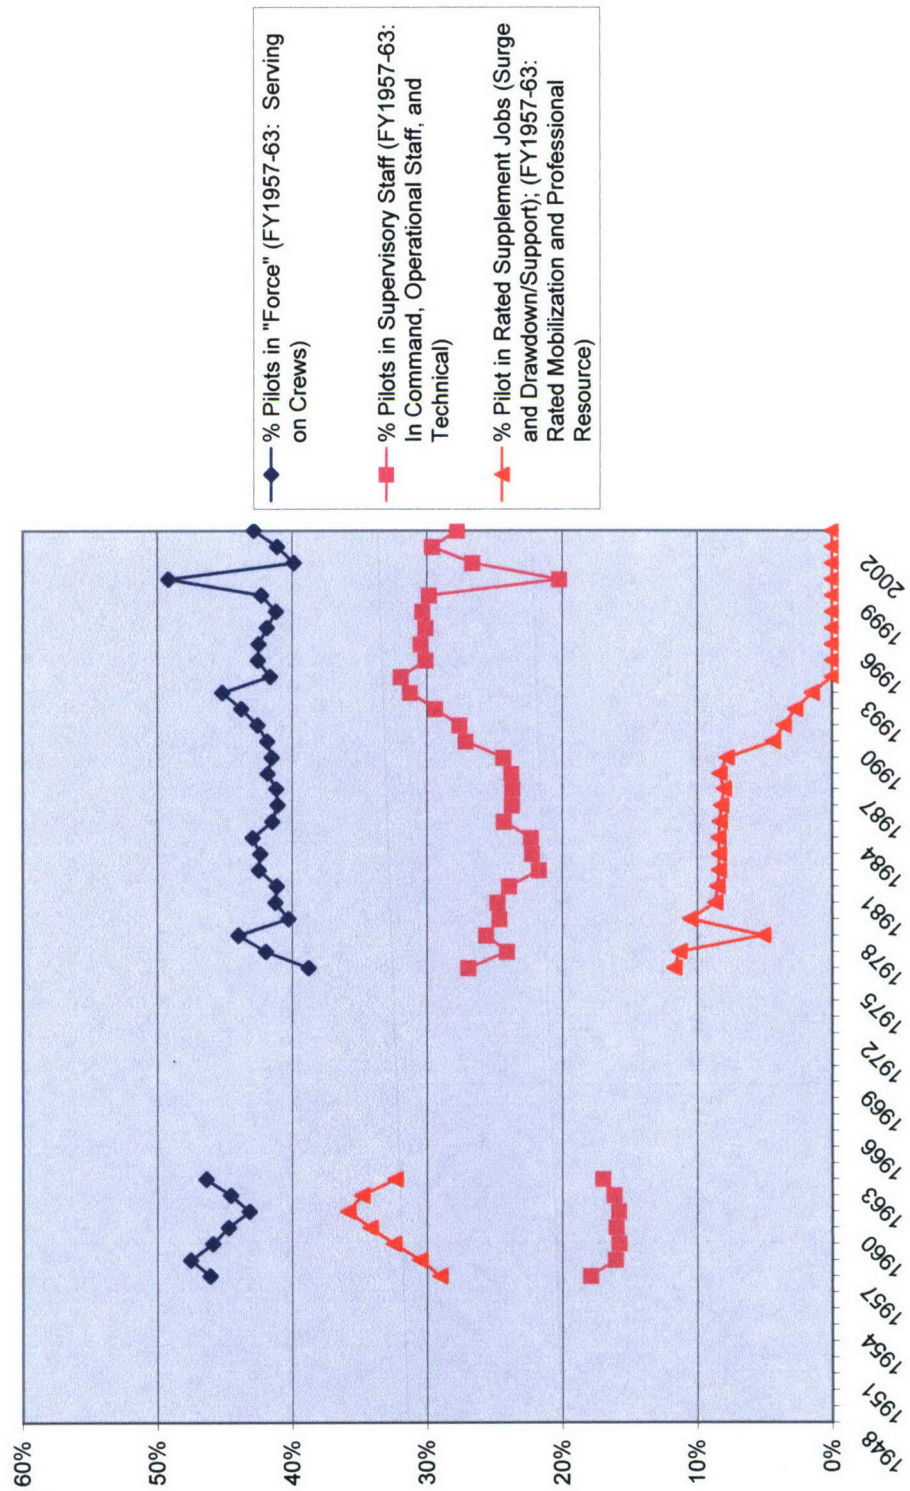 60%
50%
40%
30%
20%
10%
0%
1948
1951
1954
1957
1960
1963
1966
1969
1972
1975
1978
1981
1984
1987
1990
1993
1996
1999
2002
% Pilots in "Force" (FY1957-63: Serving
on Crews)
% Pilots in Supervisory Staff (FY1957-63:
In Command, Operational Staff, and
Technical)
% Pilot in Rated Supplement Jobs (Surge
and Drawdown/Support); (FY1957-63:
Rated Mobilization and Professional
Resource)